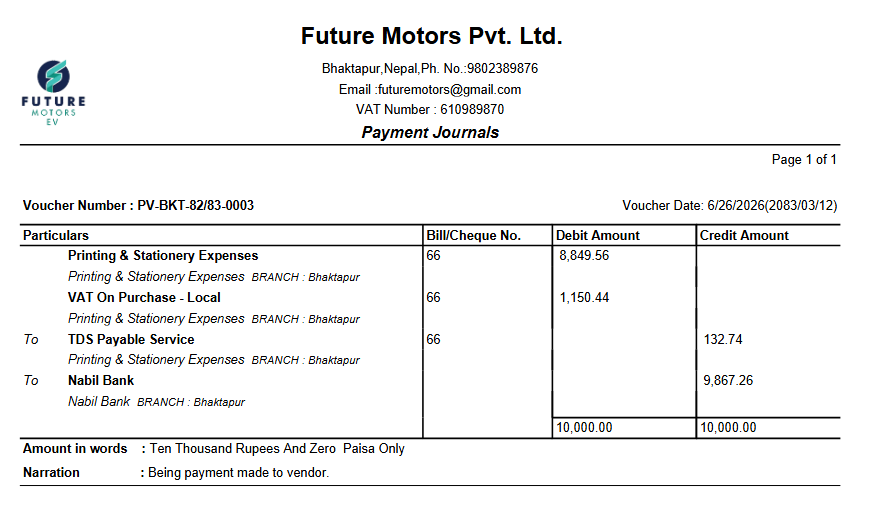 Future Motors Pvt. Ltd.
Bhaktapur,Nepal,Ph. No.:9802389876
Email :futuremotors@gmail.com
VAT Number : 610989870
Payment Journals
FUTURE
MOTORS
EV
Page 1 of 1
Voucher Number : PV-BKT-82/83-0003 Voucher Date: 6/26/2026(2083/03/12)
Particulars Bill/Cheque No. Debit Amount Credit Amount
Printing & Stationery Expenses 66 8,849.56
Printing & Stationery Expenses BRANCH : Bhaktapur
VAT On Purchase - Local 66 1,150.44
Printing & Stationery Expenses BRANCH : Bhaktapur
To TDS Payable Service 66 132.74
Printing & Stationery Expenses BRANCH : Bhaktapur
To Nabil Bank 9,867.26
Nabil Bank BRANCH : Bhaktapur
10,000.00 10,000.00
Amount in words : Ten Thousand Rupees And Zero Paisa Only
Narration : Being payment made to vendor.